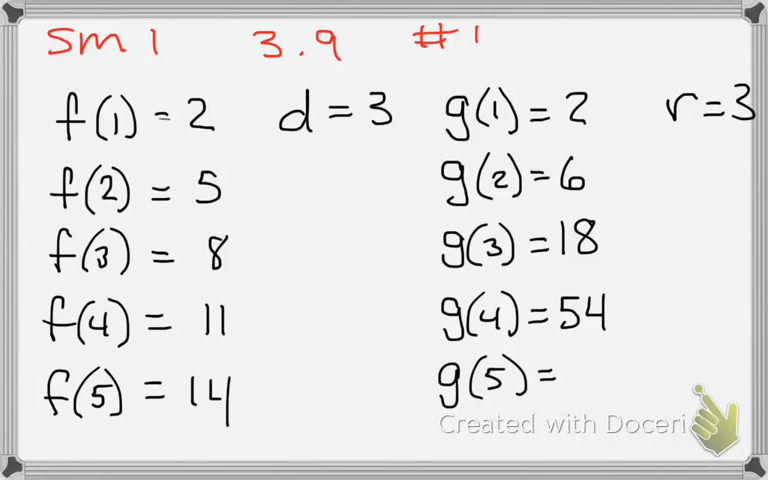 Sm 1 3.9 #1
f(1) = 2 d = 3 g(1) = 2 r = 3
f(2) = 5 g(2) = 6
f(3) = 8 g(3) = 18
f(4) = 11 g(4) = 54
f(5) = 14 g(5) =
Created with Doceri